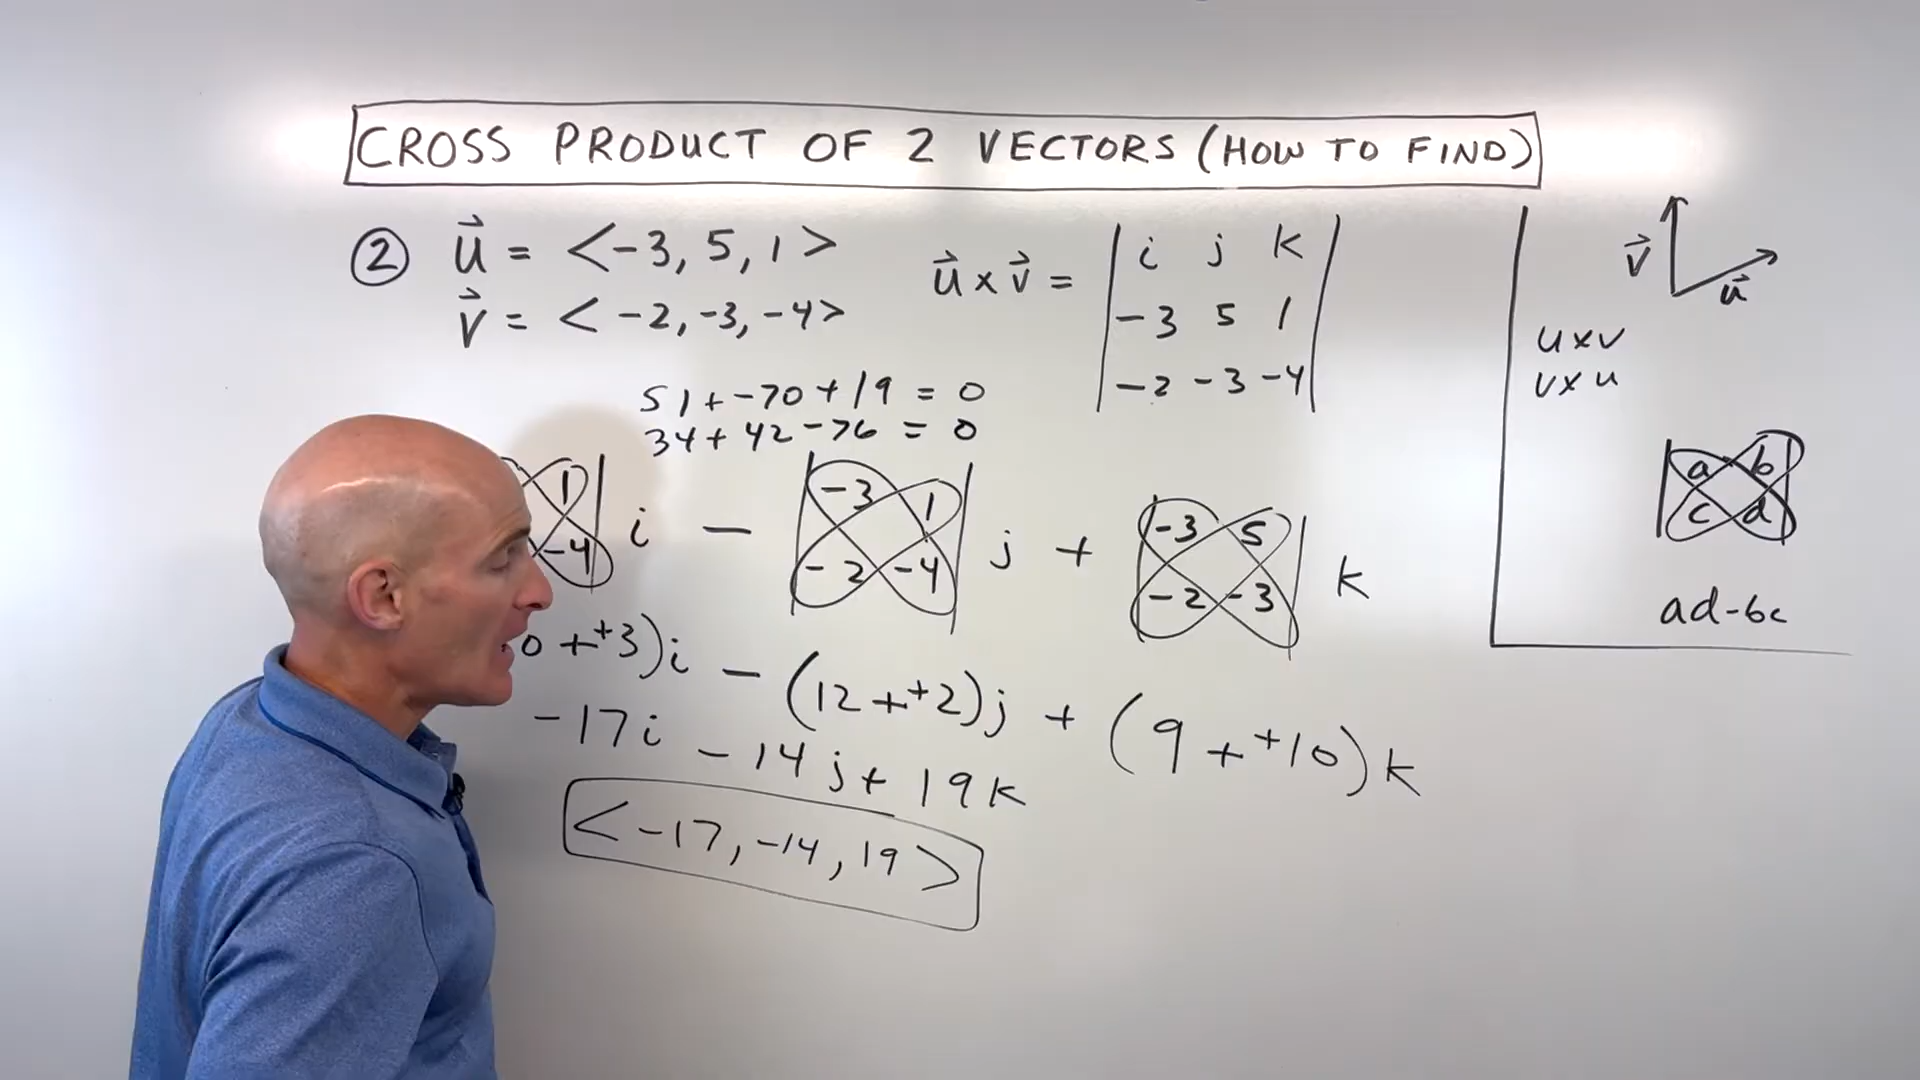 CROSS PRODUCT OF 2 VECTORS (HOW TO FIND)
② u⃗ = <-3, 5, 1>
v⃗ = < -2, -3, -4>
u⃗ x v⃗ =
| i j k |
| -3 5 1 |
| -2 -3 -4 |
51 + -70 + 19 = 0
34 + 42 - 76 = 0
1
-4 | i - | -3 1 | j + | -3 5 | k
| -2 -4 | | -2 -3 |
0 + +3)i - (12 + +2)j + (9 + +10)k
-17i - 14j + 19k
< -17, -14, 19 >
v⃗
u⃗
u x v
v x u
| a b |
| c d |
ad-bc